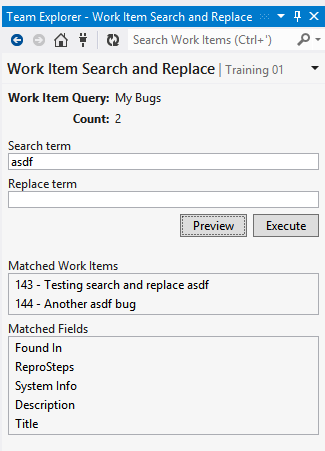 Team Explorer - Work Item Search and Replace
Search Work Items (Ctrl+')
Work Item Search and Replace | Training 01
Work Item Query: My Bugs
Count: 2
Search term
asdf
Replace term
Preview Execute
Matched Work Items
143 - Testing search and replace asdf
144 - Another asdf bug
Matched Fields
Found In
ReproSteps
System Info
Description
Title